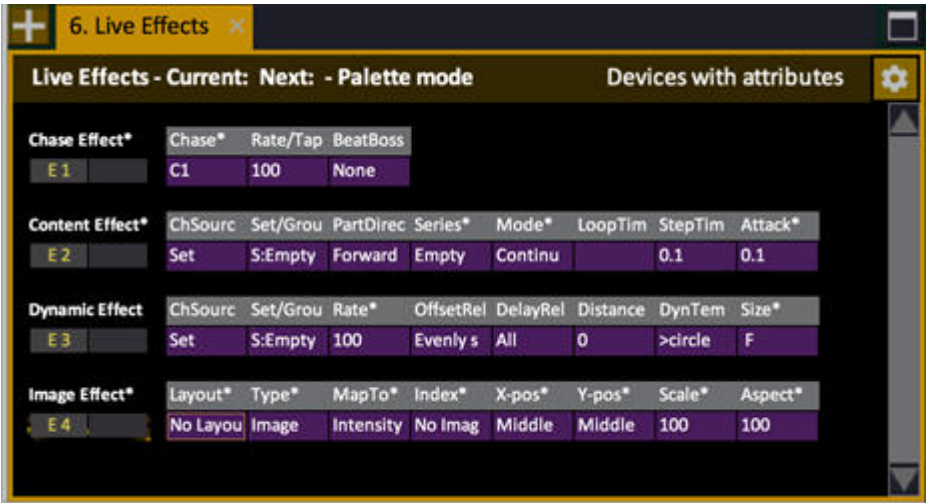 6. Live Effects ×
Live Effects - Current: Next: - Palette mode Devices with attributes
Chase Effect* Chase* Rate/Tap BeatBoss
E 1 C1 100 None
Content Effect* ChSourc Set/Grou PartDirec Series* Mode* LoopTim StepTim Attack*
E 2 Set S:Empty Forward Empty Continu 0.1 0.1
Dynamic Effect ChSourc Set/Grou Rate* OffsetRel DelayRel Distance DynTem Size*
E 3 Set S:Empty 100 Evenly s All 0 >circle F
Image Effect* Layout* Type* MapTo* Index* X-pos* Y-pos* Scale* Aspect*
E 4 No Layou Image Intensity No Imag Middle Middle 100 100